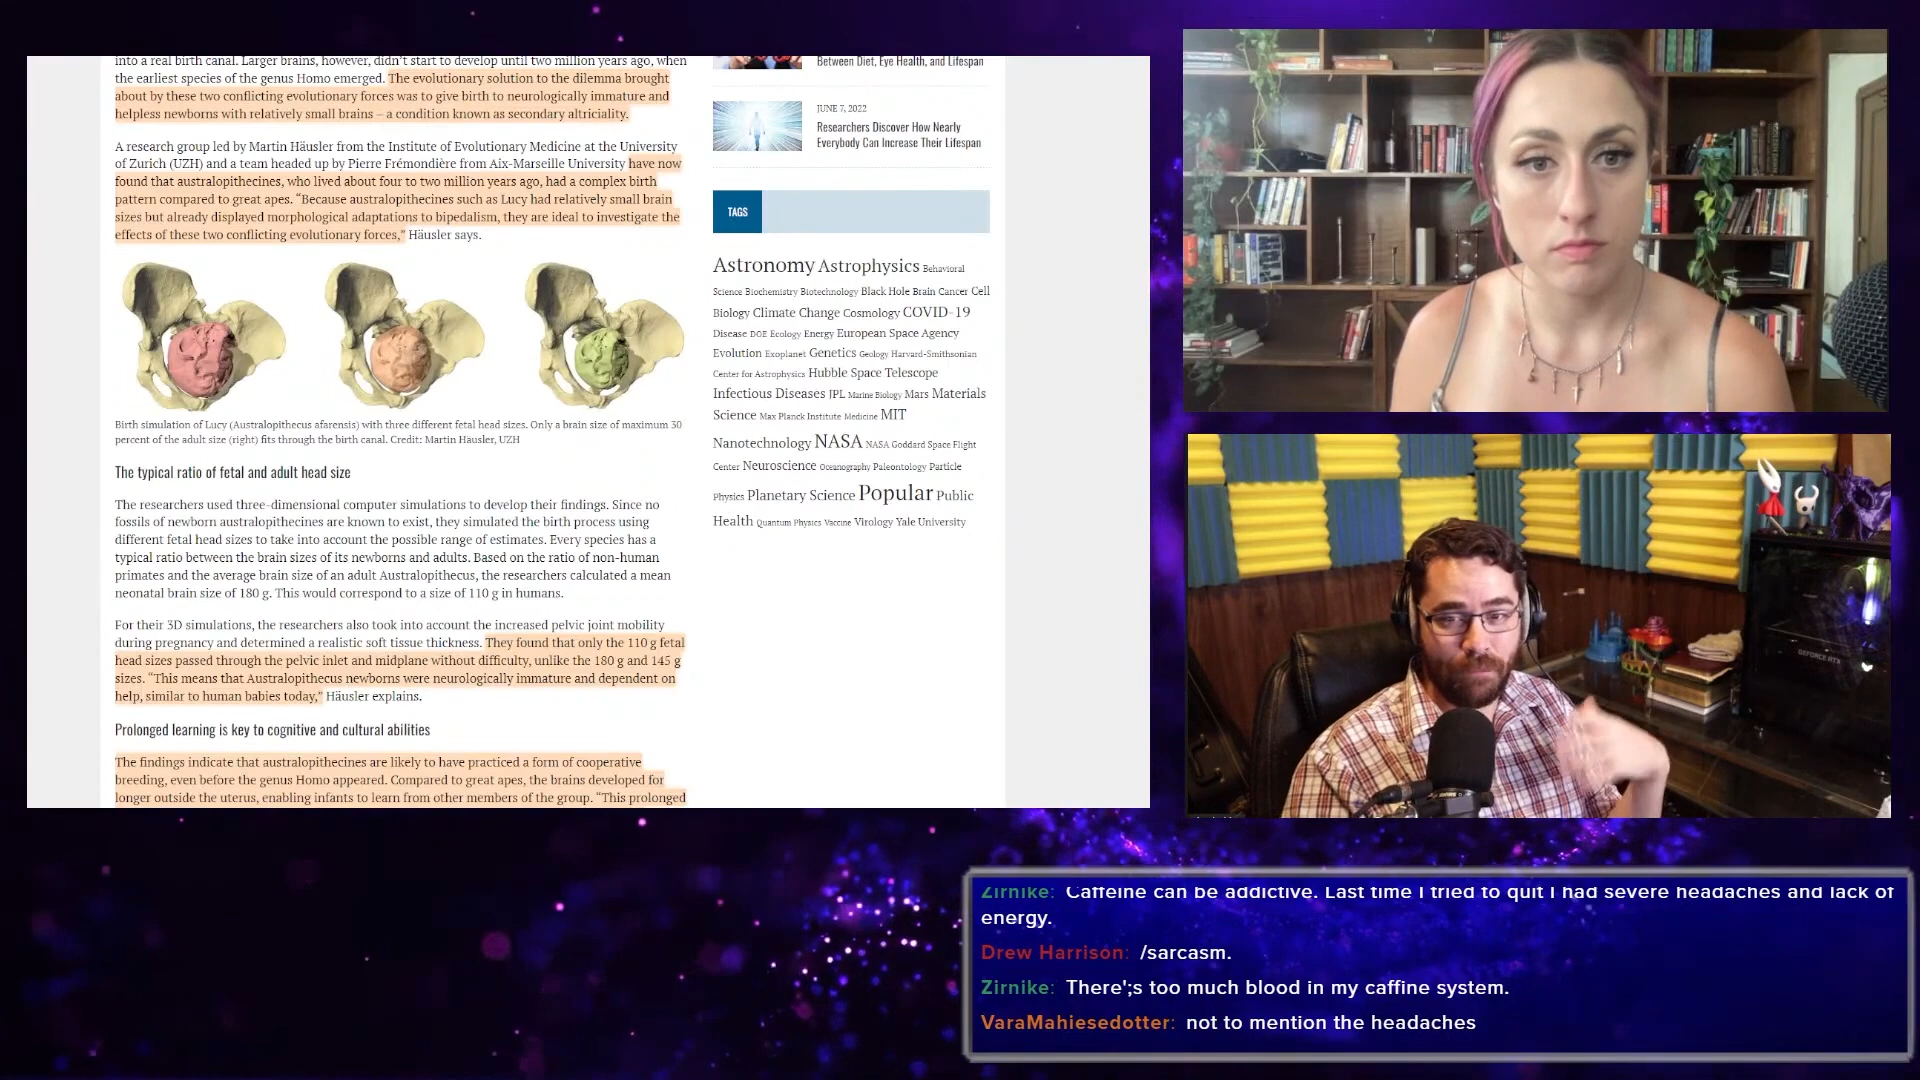 into a real birth canal. Larger brains, however, didn't start to develop until two million years ago, when
the earliest species of the genus Homo emerged. The evolutionary solution to the dilemma brought
about by these two conflicting evolutionary forces was to give birth to neurologically immature and
helpless newborns with relatively small brains – a condition known as secondary altriciality.
A research group led by Martin Häusler from the Institute of Evolutionary Medicine at the University
of Zurich (UZH) and a team headed up by Pierre Frémondière from Aix-Marseille University have now
found that australopithecines, who lived about four to two million years ago, had a complex birth
pattern compared to great apes. “Because australopithecines such as Lucy had relatively small brain
sizes but already displayed morphological adaptations to bipedalism, they are ideal to investigate the
effects of these two conflicting evolutionary forces,” Häusler says.
Birth simulation of Lucy (Australopithecus afarensis) with three different fetal head sizes. Only a brain size of maximum 30
percent of the adult size (right) fits through the birth canal. Credit: Martin Häusler, UZH
The typical ratio of fetal and adult head size
The researchers used three-dimensional computer simulations to develop their findings. Since no
fossils of newborn australopithecines are known to exist, they simulated the birth process using
different fetal head sizes to take into account the possible range of estimates. Every species has a
typical ratio between the brain sizes of its newborns and adults. Based on the ratio of non-human
primates and the average brain size of an adult Australopithecus, the researchers calculated a mean
neonatal brain size of 180 g. This would correspond to a size of 110 g in humans.
For their 3D simulations, the researchers also took into account the increased pelvic joint mobility
during pregnancy and determined a realistic soft tissue thickness. They found that only the 110 g fetal
head sizes passed through the pelvic inlet and midplane without difficulty, unlike the 180 g and 145 g
sizes. “This means that Australopithecus newborns were neurologically immature and dependent on
help, similar to human babies today,” Häusler explains.
Prolonged learning is key to cognitive and cultural abilities
The findings indicate that australopithecines are likely to have practiced a form of cooperative
breeding, even before the genus Homo appeared. Compared to great apes, the brains developed for
longer outside the uterus, enabling infants to learn from other members of the group. “This prolonged
Between Diet, Eye Health, and Lifespan
JUNE 7, 2022
Researchers Discover How Nearly
Everybody Can Increase Their Lifespan
TAGS
Astronomy Astrophysics Behavioral
Science Biochemistry Biotechnology Black Hole Brain Cancer Cell
Biology Climate Change Cosmology COVID-19
Disease DOE Ecology Energy European Space Agency
Evolution Exoplanet Genetics Geology Harvard-Smithsonian
Center for Astrophysics Hubble Space Telescope
Infectious Diseases JPL Marine Biology Mars Materials
Science Max Planck Institute Medicine MIT
Nanotechnology NASA NASA Goddard Space Flight
Center Neuroscience Oceanography Paleontology Particle
Physics Planetary Science Popular Public
Health Quantum Physics Vaccine Virology Yale University
GEFORCE RTX
Zirnike: Caffeine can be addictive. Last time I tried to quit I had severe headaches and lack of
energy.
Drew Harrison: /sarcasm.
Zirnike: There';s too much blood in my caffine system.
VaraMahiesedotter: not to mention the headaches